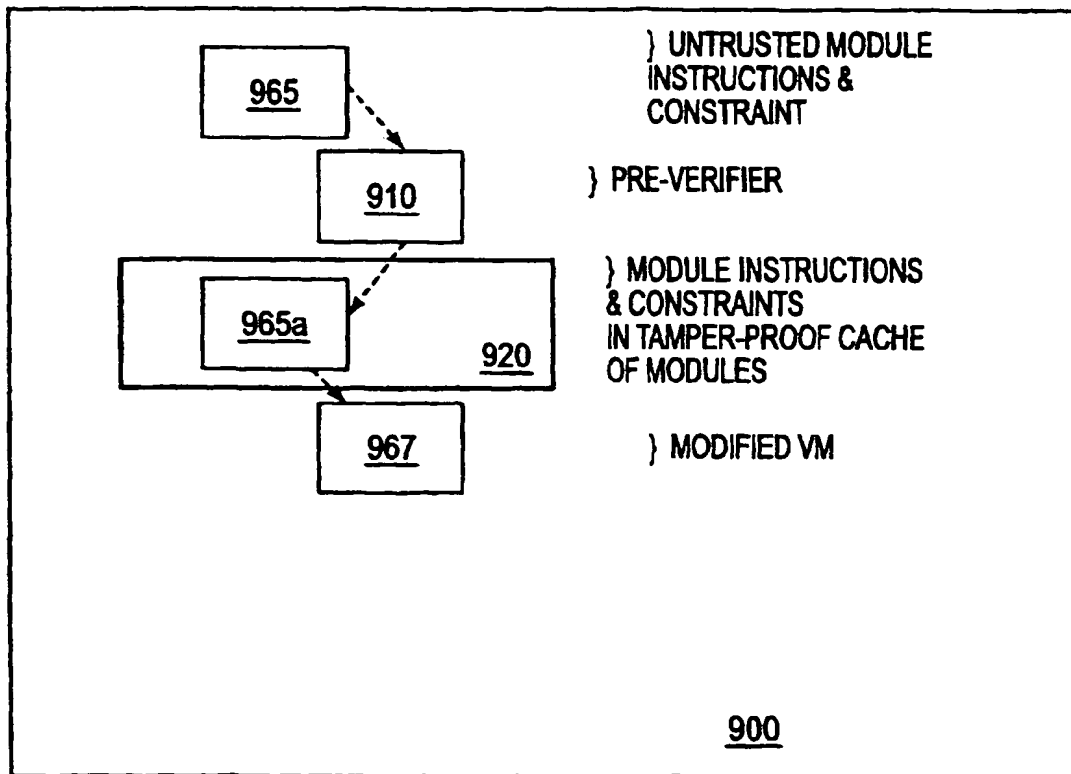 965
} UNTRUSTED MODULE
INSTRUCTIONS &
CONSTRAINT
910
} PRE-VERIFIER
965a
920
} MODULE INSTRUCTIONS
& CONSTRAINTS
IN TAMPER-PROOF CACHE
OF MODULES
967
} MODIFIED VM
900